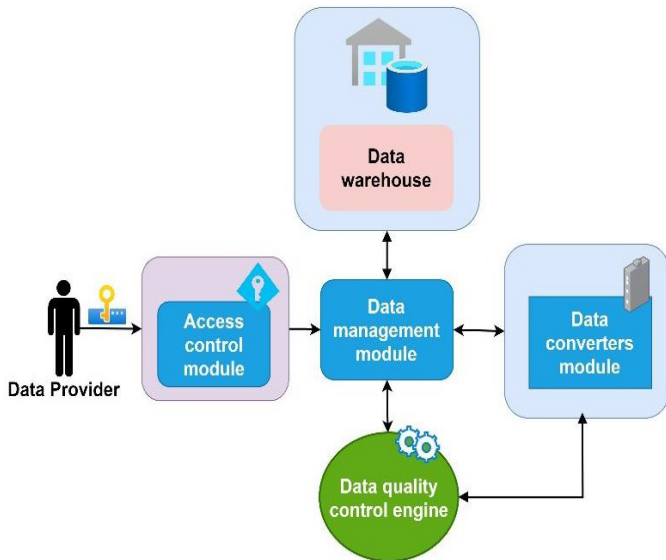 Data
warehouse
Access
control
module
Data
management
module
Data
converters
module
Data Provider
Data quality
control engine